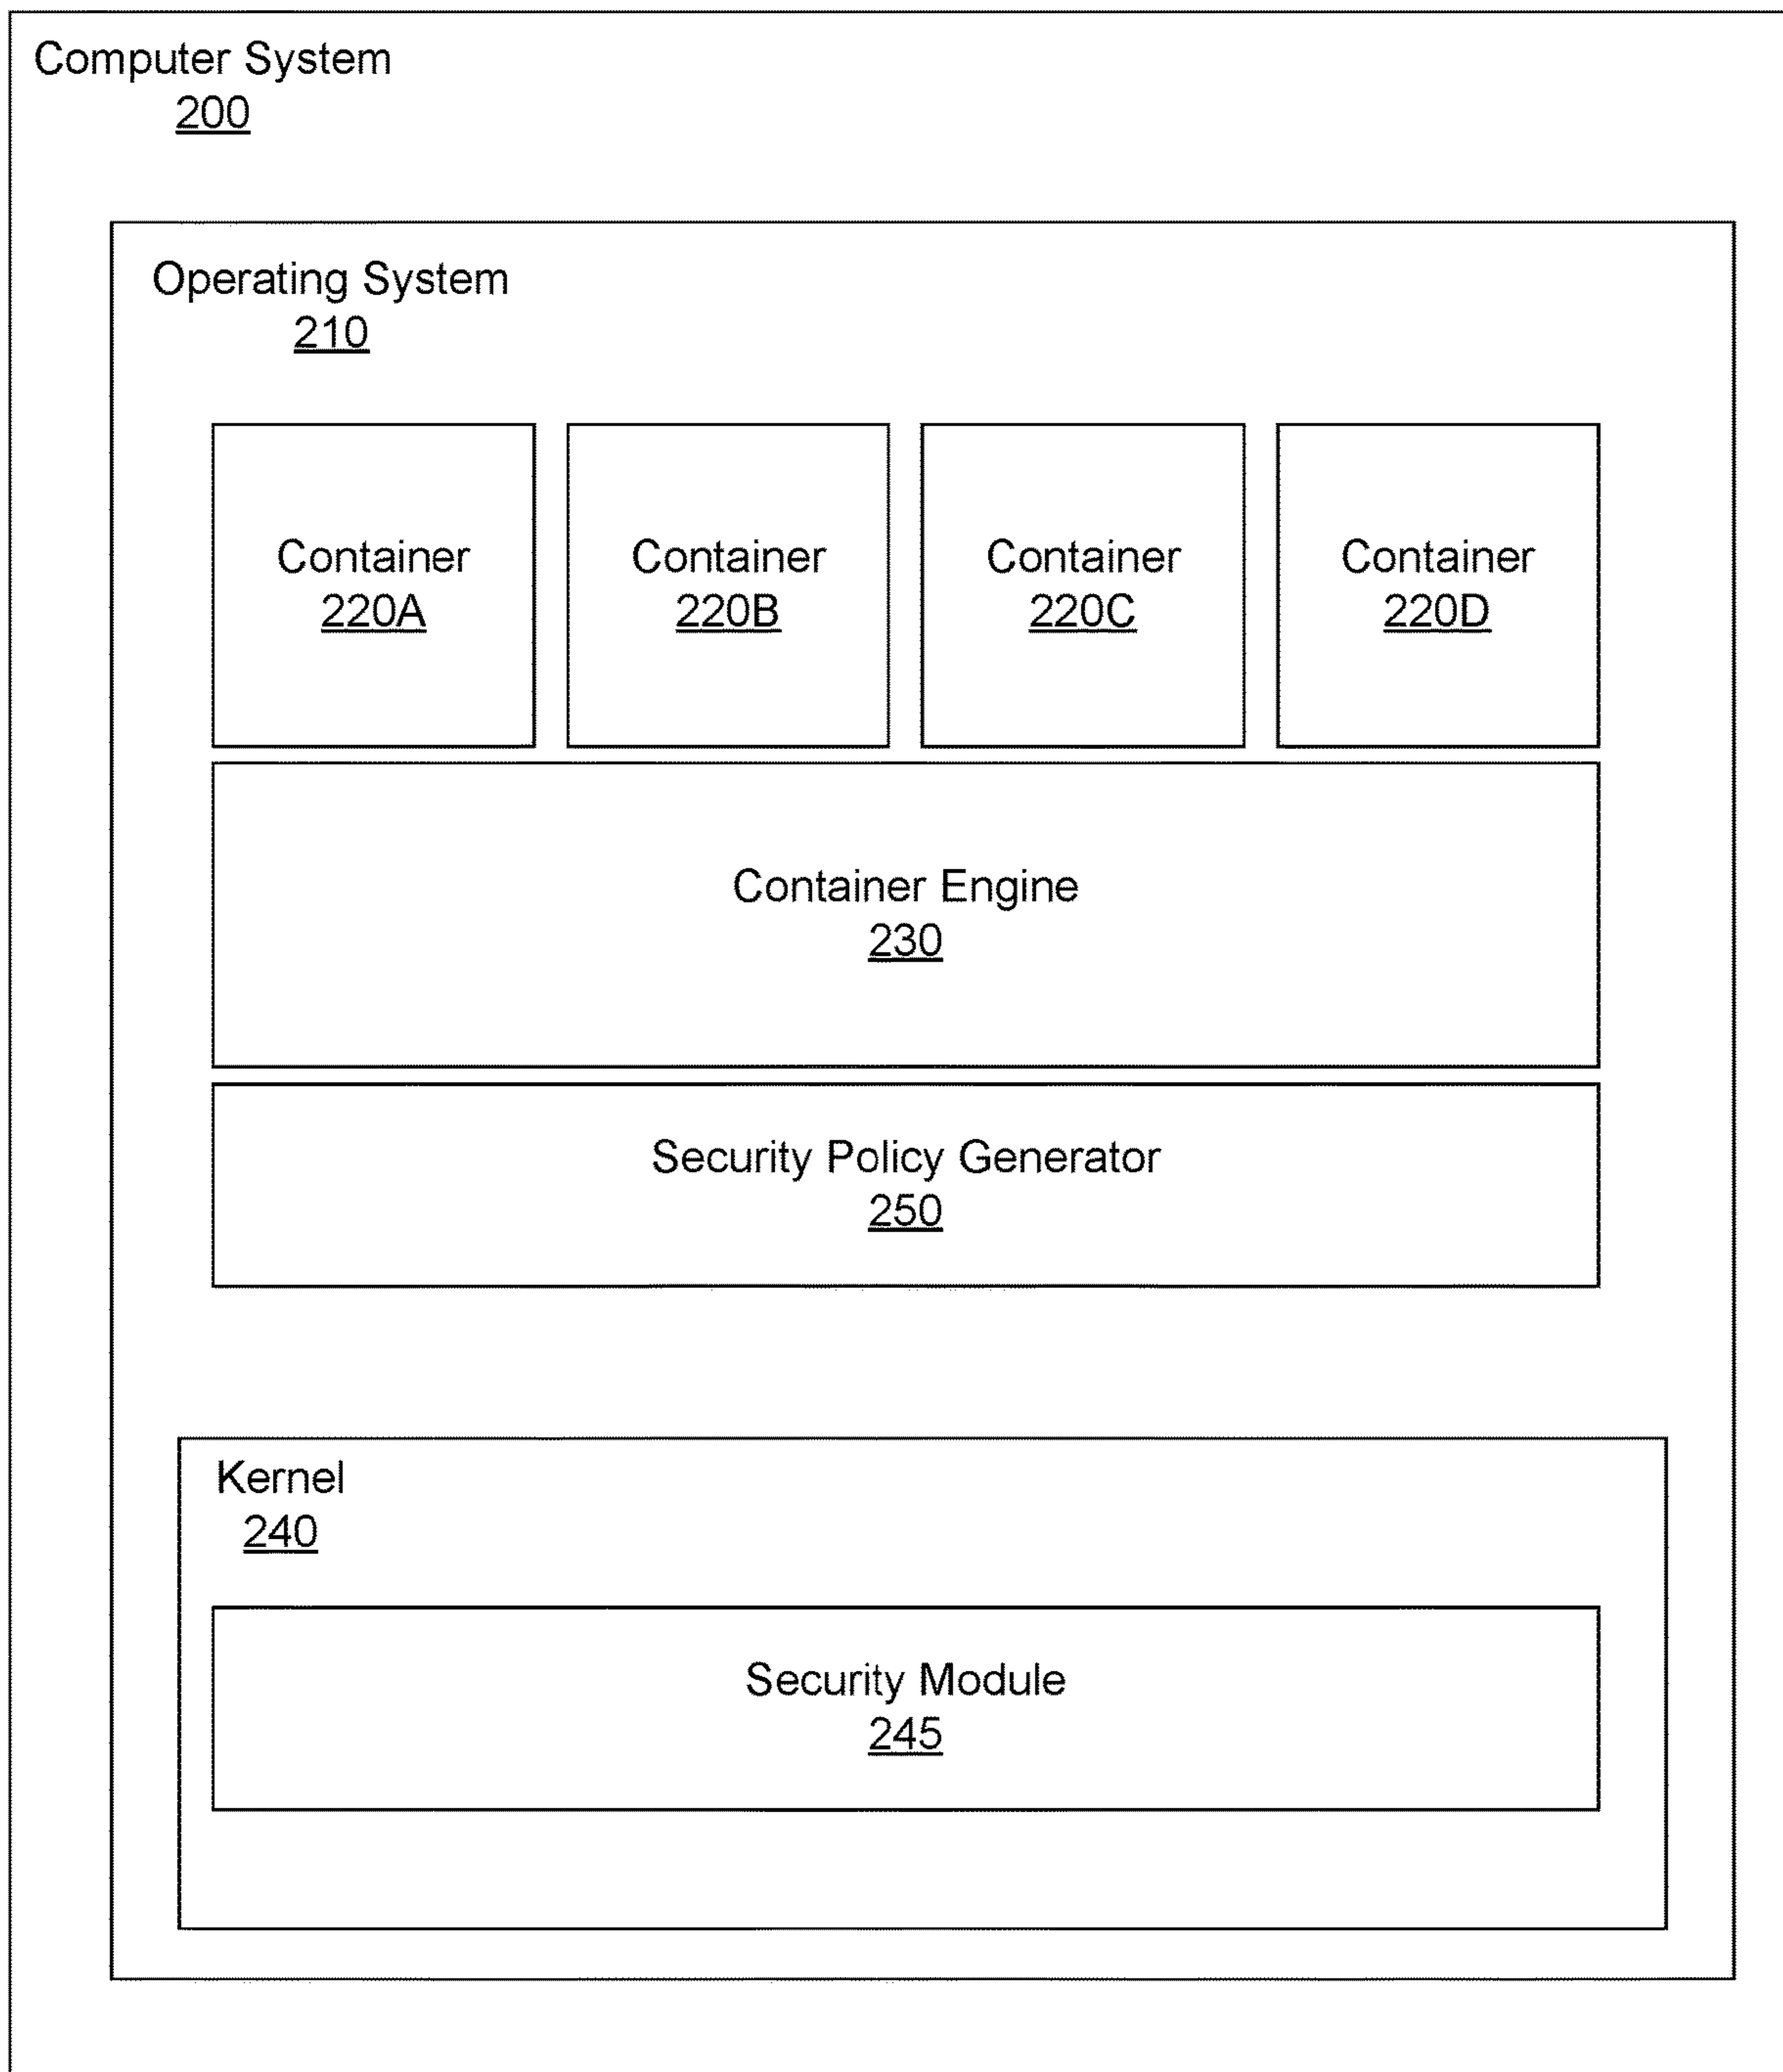 Computer System
200
Operating System
210
Container
220A
Container
220B
Container
220C
Container
220D
Container Engine
230
Security Policy Generator
250
Kernel
240
Security Module
245